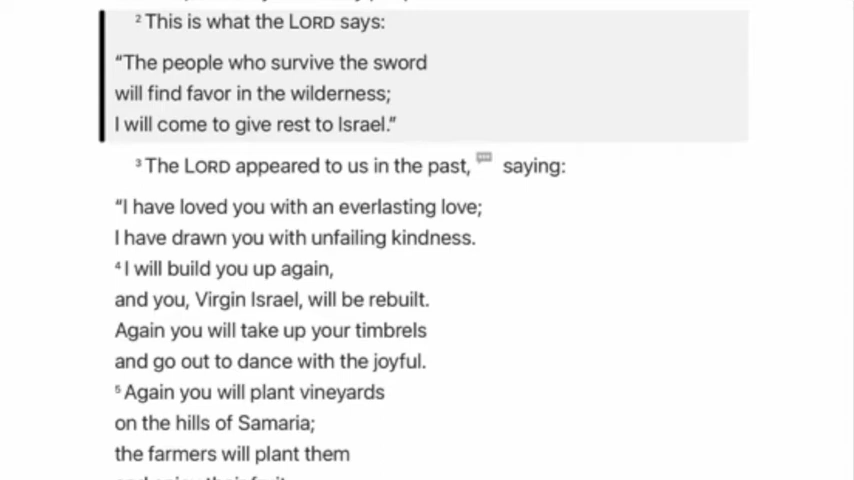 ² This is what the LORD says:
“The people who survive the sword
will find favor in the wilderness;
I will come to give rest to Israel.”
³ The LORD appeared to us in the past, saying:
“I have loved you with an everlasting love;
I have drawn you with unfailing kindness.
⁴ I will build you up again,
and you, Virgin Israel, will be rebuilt.
Again you will take up your timbrels
and go out to dance with the joyful.
⁵ Again you will plant vineyards
on the hills of Samaria;
the farmers will plant them
and enjoy their fruit